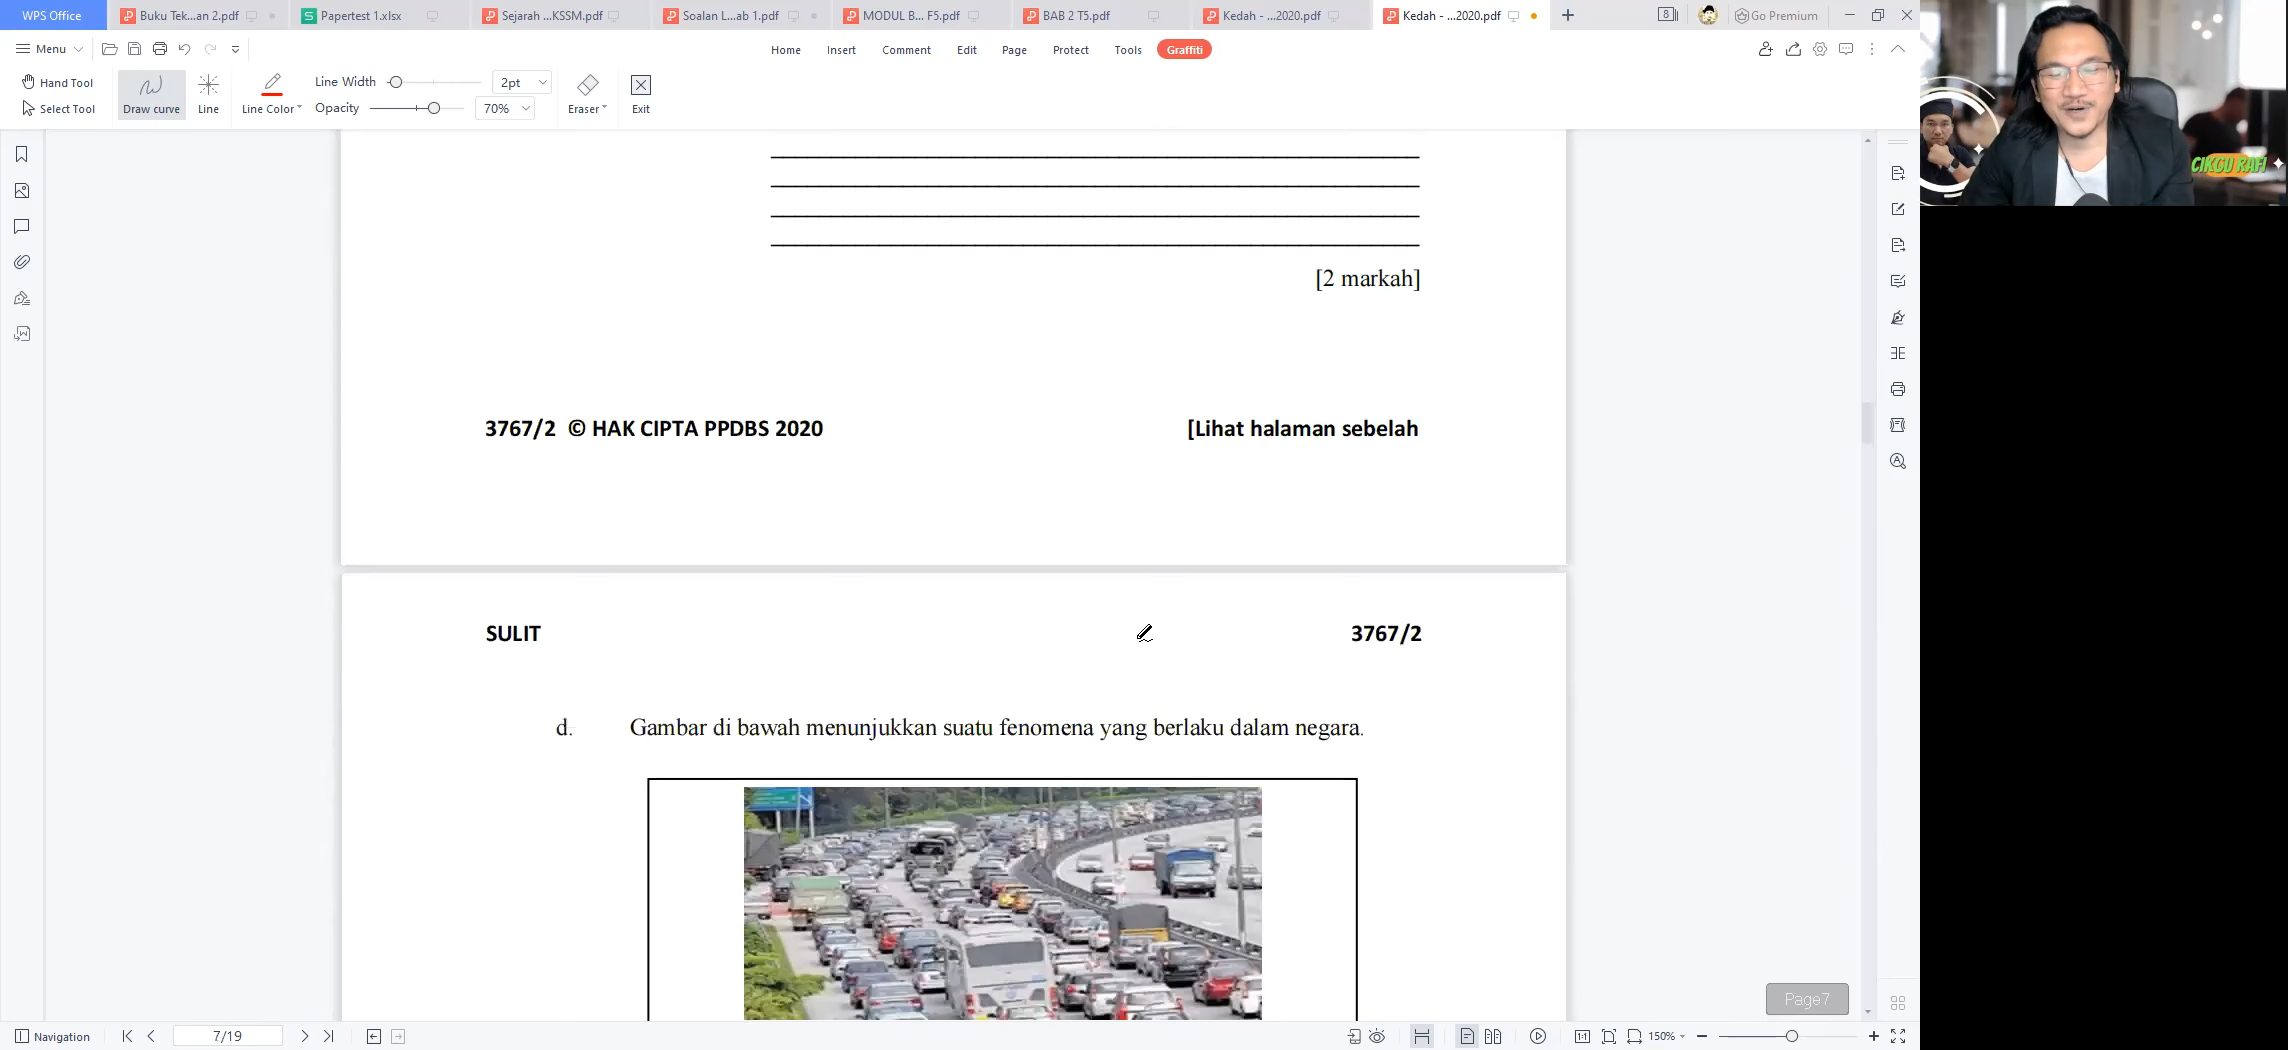 WPS Office
Buku Tek...an 2.pdf
Papertest 1.xlsx
Sejarah ...KSSM.pdf
Soalan L...ab 1.pdf
MODUL B... F5.pdf
BAB 2 T5.pdf
Kedah - ...2020.pdf
Kedah - ...2020.pdf
Go Premium
Menu
Home
Insert
Comment
Edit
Page
Protect
Tools
Graffiti
Hand Tool
Select Tool
Draw curve
Line
Line Color
Line Width
2pt
Opacity
70%
Eraser
Exit
CIKGU RAFI
[2 markah]
3767/2 © HAK CIPTA PPDBS 2020
[Lihat halaman sebelah
SULIT
3767/2
d. Gambar di bawah menunjukkan suatu fenomena yang berlaku dalam negara.
Page7
Navigation
7/19
150%